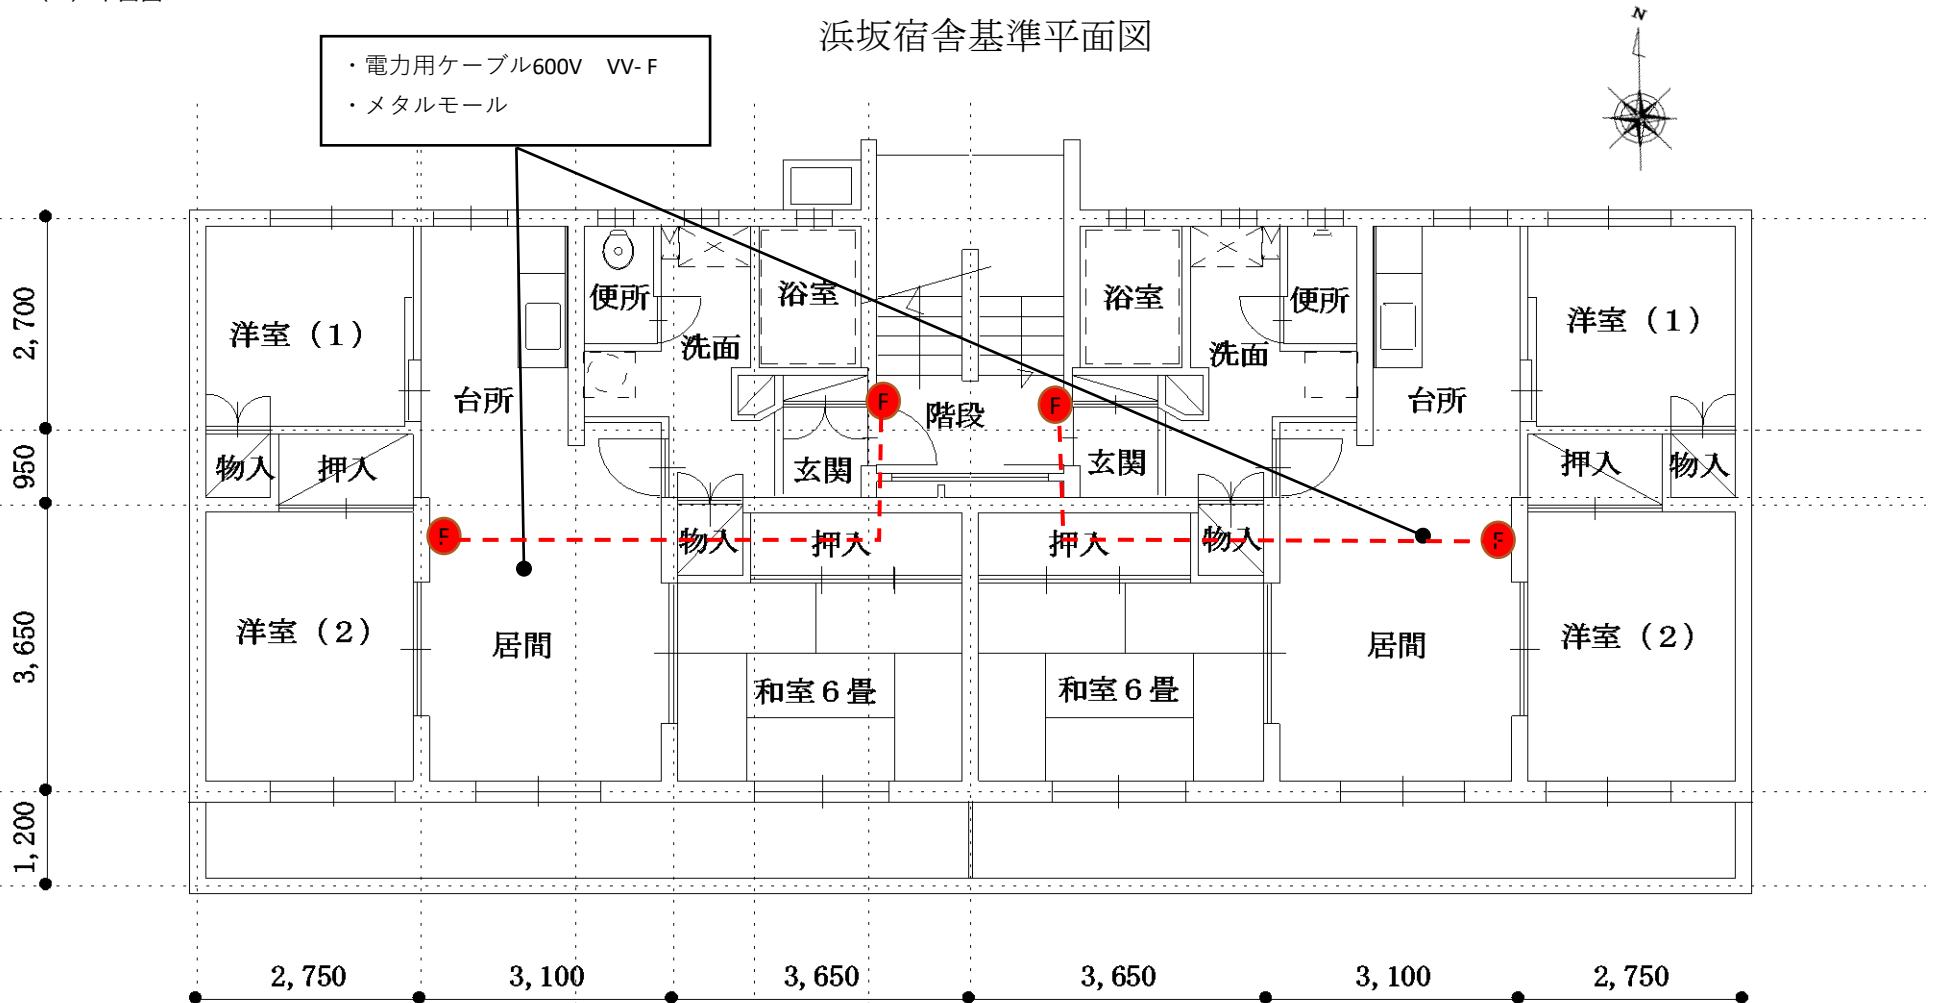 浜坂宿舎基準平面図
N
・電力用ケーブル600V VV-F
・メタルモール
2,700
950
3,650
1,200
洋室（1）
台所
便所
洗面
浴室
階段
浴室
洗面
便所
台所
洋室（1）
F
F
物入
押入
玄関
玄関
押入
物入
F
物入
押入
押入
物入
F
洋室（2）
居間
和室６畳
和室６畳
居間
洋室（2）
2,750
3,100
3,650
3,650
3,100
2,750